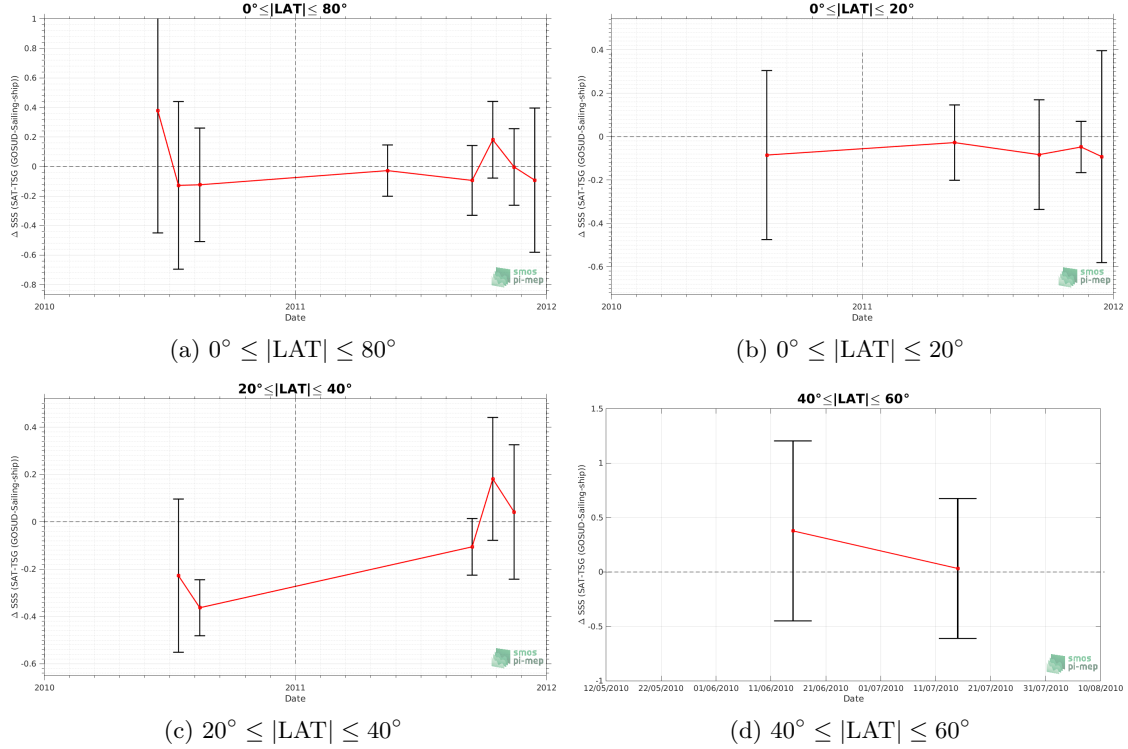 0°≤|LAT|≤ 80°
Δ SSS (SAT-TSG (GOSUD-Sailing-ship))
1
0.8
0.6
0.4
0.2
0
-0.2
-0.4
-0.6
-0.8
2010
2011
2012
Date
smos
pi-mep
(a) 0° ≤ |LAT| ≤ 80°
0°≤|LAT|≤ 20°
Δ SSS (SAT-TSG (GOSUD-Sailing-ship))
0.4
0.2
0
-0.2
-0.4
-0.6
2010
2011
2012
Date
smos
pi-mep
(b) 0° ≤ |LAT| ≤ 20°
20°≤|LAT|≤ 40°
Δ SSS (SAT-TSG (GOSUD-Sailing-ship))
0.4
0.2
0
-0.2
-0.4
-0.6
2010
2011
2012
Date
smos
pi-mep
(c) 20° ≤ |LAT| ≤ 40°
40°≤|LAT|≤ 60°
Δ SSS (SAT-TSG (GOSUD-Sailing-ship))
1.5
1
0.5
0
-0.5
-1
12/05/2010 22/05/2010 01/06/2010 11/06/2010 21/06/2010 01/07/2010 11/07/2010 21/07/2010 31/07/2010 10/08/2010
Date
smos
pi-mep
(d) 40° ≤ |LAT| ≤ 60°